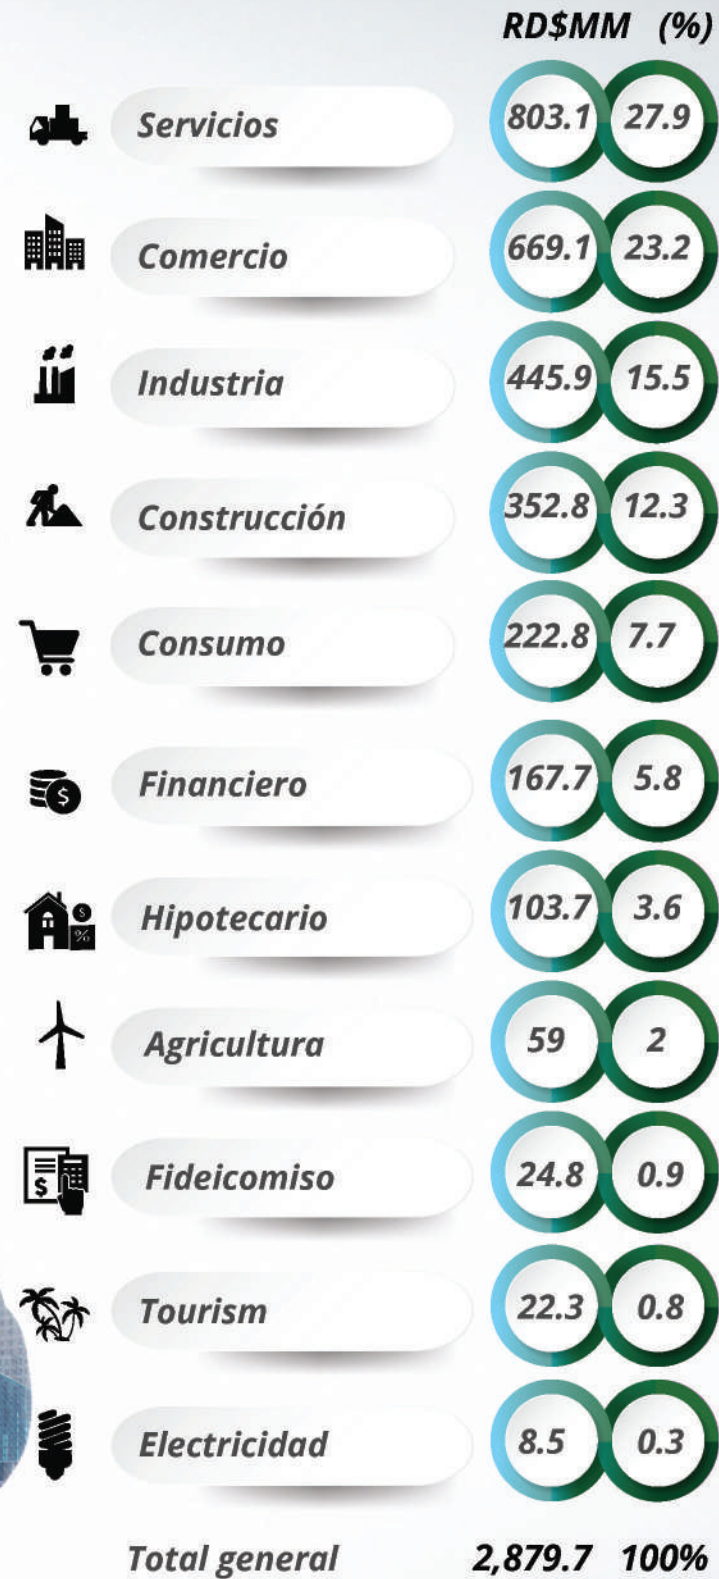 RD$MM (%)
Servicios 803.1 27.9
Comercio 669.1 23.2
Industria 445.9 15.5
Construcción 352.8 12.3
Consumo 222.8 7.7
Financiero 167.7 5.8
Hipotecario 103.7 3.6
Agricultura 59 2
Fideicomiso 24.8 0.9
Tourism 22.3 0.8
Electricidad 8.5 0.3
Total general 2,879.7 100%